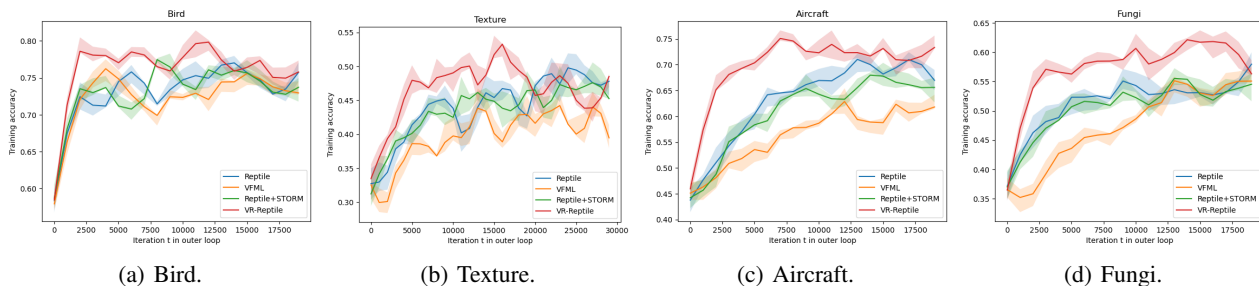 Bird
0.80
0.75
0.70
0.65
0.60
Training accuracy
0 2500 5000 7500 10000 12500 15000 17500
Iteration t in outer loop
Reptile
VFML
Reptile+STORM
VR-Reptile
(a) Bird.
Texture
0.55
0.50
0.45
0.40
0.35
0.30
Training accuracy
0 5000 10000 15000 20000 25000 29000
Iteration t in outer loop
Reptile
VFML
Reptile+STORM
VR-Reptile
(b) Texture.
Aircraft
0.75
0.70
0.65
0.60
0.55
0.50
0.45
0.40
Training accuracy
0 2500 5000 7500 10000 12500 15000 17500
Iteration t in outer loop
Reptile
VFML
Reptile+STORM
VR-Reptile
(c) Aircraft.
Fungi
0.65
0.60
0.55
0.50
0.45
0.40
0.35
Training accuracy
0 2500 5000 7500 10000 12500 15000 17500
Iteration t in outer loop
Reptile
VFML
Reptile+STORM
VR-Reptile
(d) Fungi.